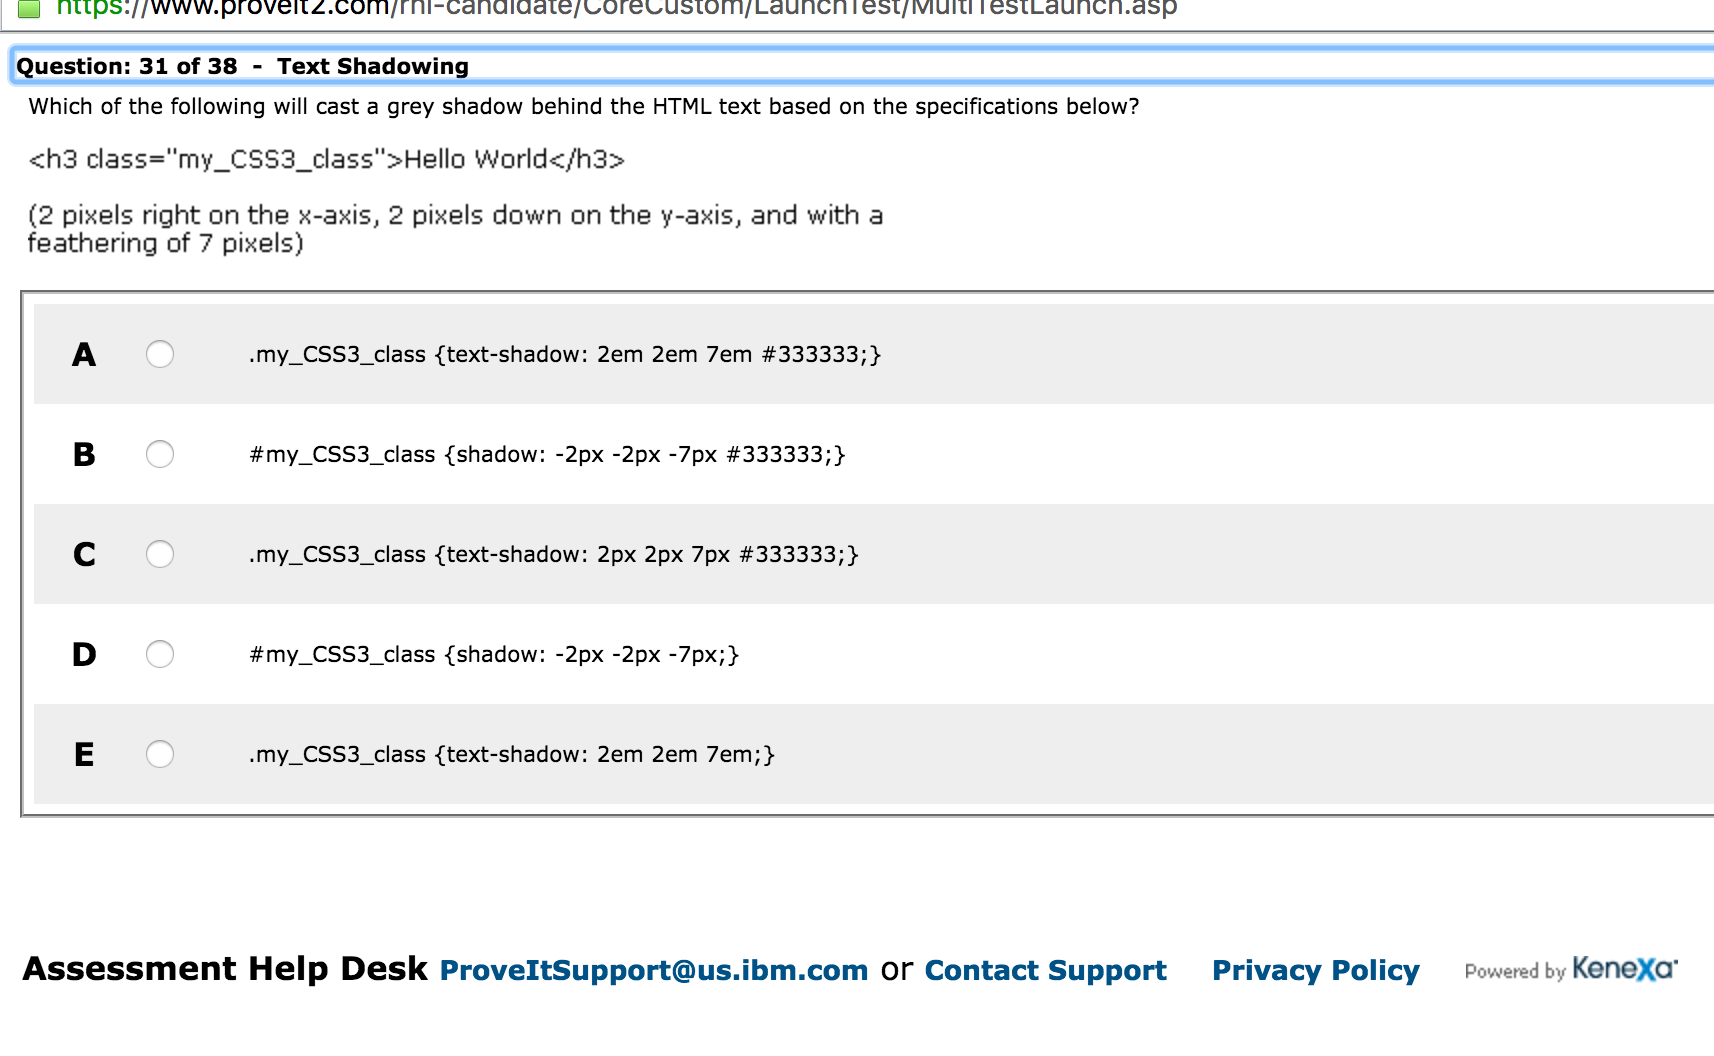 https://www.proveit2.com/rhi-candidate/CoreCustom/LaunchTest/MultiTestLaunch.asp
Question: 31 of 38 - Text Shadowing
Which of the following will cast a grey shadow behind the HTML text based on the specifications below?
<h3 class="my_CSS3_class">Hello World</h3>
(2 pixels right on the x-axis, 2 pixels down on the y-axis, and with a
feathering of 7 pixels)
A .my_CSS3_class {text-shadow: 2em 2em 7em #333333;}
B #my_CSS3_class {shadow: -2px -2px -7px #333333;}
C .my_CSS3_class {text-shadow: 2px 2px 7px #333333;}
D #my_CSS3_class {shadow: -2px -2px -7px;}
E .my_CSS3_class {text-shadow: 2em 2em 7em;}
Assessment Help Desk ProveItSupport@us.ibm.com or Contact Support Privacy Policy Powered by Kenexa